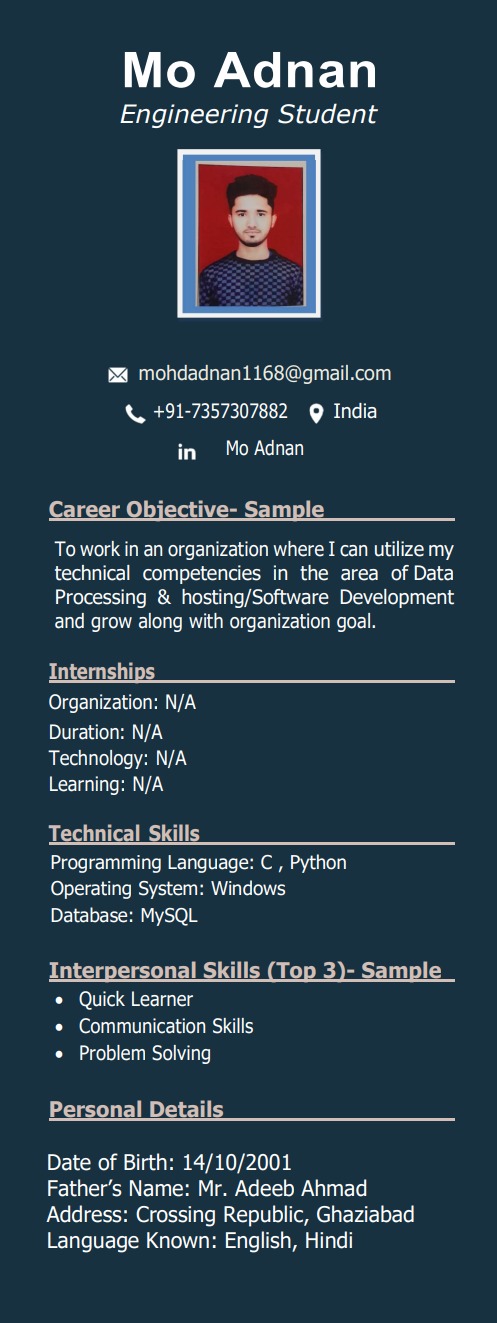 Mo Adnan
Engineering Student
mohdadnan1168@gmail.com
+91-7357307882 India
in Mo Adnan
Career Objective- Sample
To work in an organization where I can utilize my
technical competencies in the area of Data
Processing & hosting/Software Development
and grow along with organization goal.
Internships
Organization: N/A
Duration: N/A
Technology: N/A
Learning: N/A
Technical Skills
Programming Language: C , Python
Operating System: Windows
Database: MySQL
Interpersonal Skills (Top 3)- Sample
• Quick Learner
• Communication Skills
• Problem Solving
Personal Details
Date of Birth: 14/10/2001
Father’s Name: Mr. Adeeb Ahmad
Address: Crossing Republic, Ghaziabad
Language Known: English, Hindi